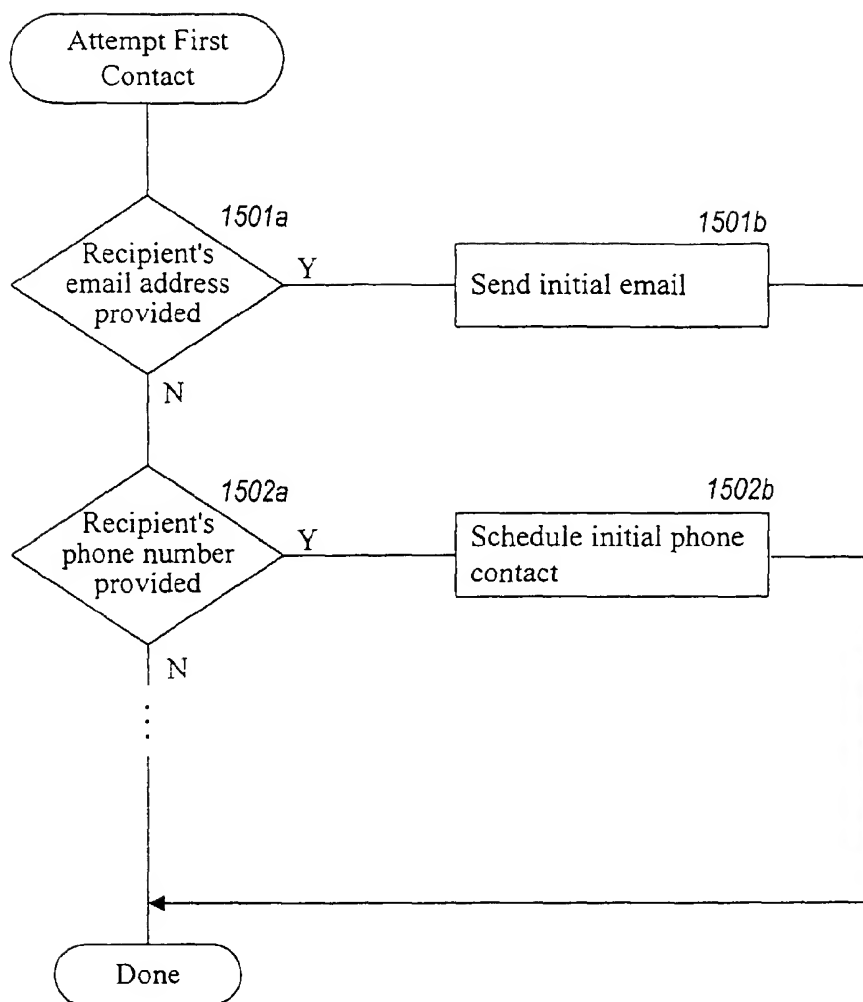 Attempt First
Contact
1501a
Recipient's
email address
provided
Y
1501b
Send initial email
N
1502a
Recipient's
phone number
provided
Y
1502b
Schedule initial phone
contact
N
Done